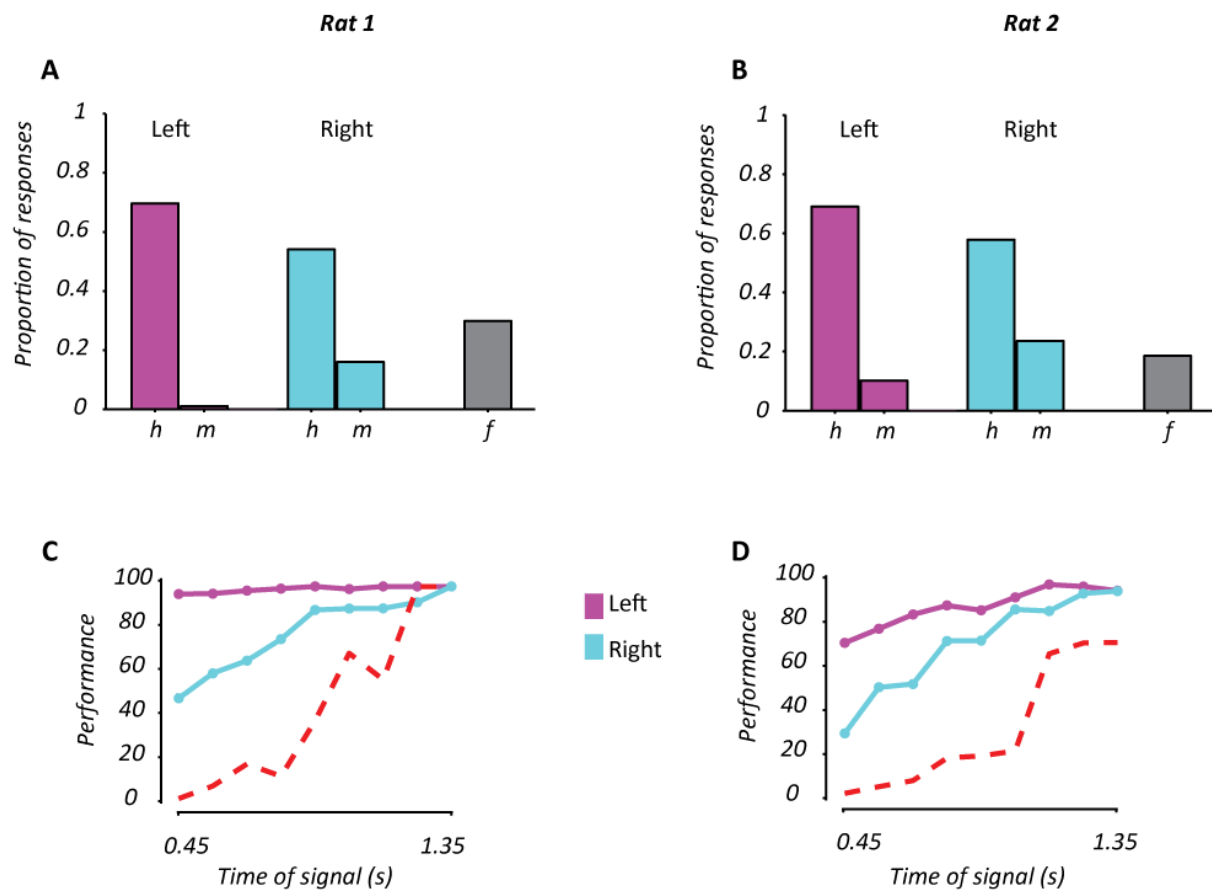 Rat 1
Rat 2
A
Proportion of responses
1
0.8
0.6
0.4
0.2
0
Left
Right
h
m
h
m
f
B
Proportion of responses
1
0.8
0.6
0.4
0.2
0
Left
Right
h
m
h
m
f
C
Performance
100
80
60
40
20
0
0.45
1.35
Time of signal (s)
Left
Right
D
Performance
100
80
60
40
20
0
0.45
1.35
Time of signal (s)